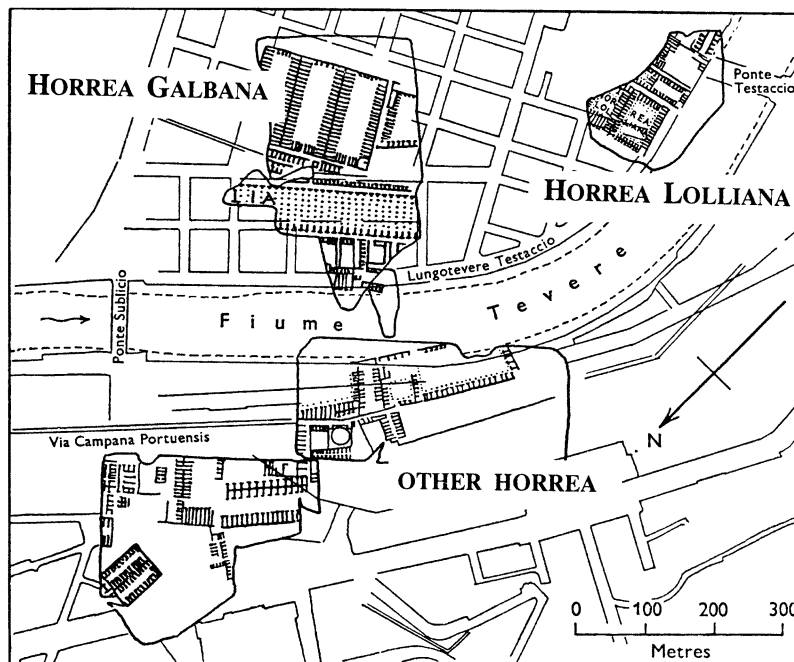 HORREA GALBANA
Ponte
Testaccio
HORREA LOLLIANA
LIA
Lungotevere Testaccio
Ponte Sublicio
Fiume Tevere
Via Campana Portuensis
N
OTHER HORREA
0 100 200 300
Metres